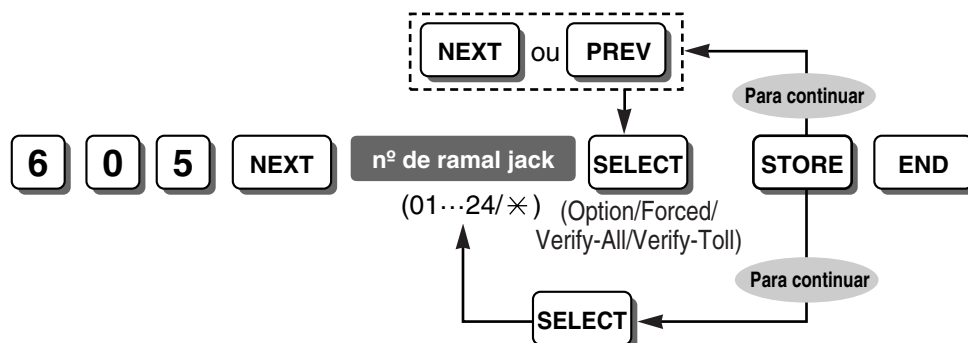 NEXT ou PREV
Para continuar
6 0 5 NEXT nº de ramal jack SELECT STORE END
(01···24/✳) (Option/Forced/
Verify-All/Verify-Toll)
Para continuar
SELECT